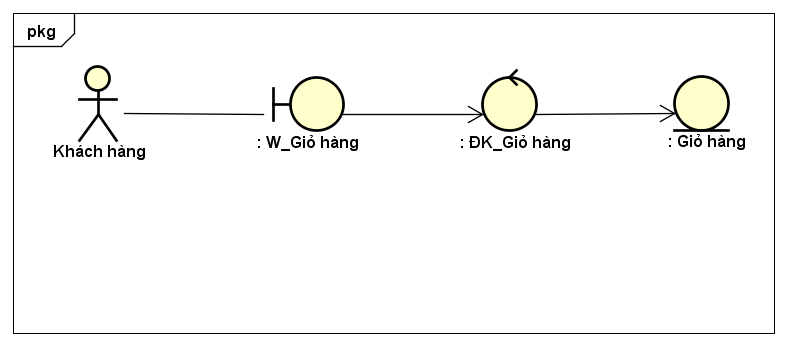 pkg
Khách hàng
: W_Giỏ hàng
: ĐK_Giỏ hàng
: Giỏ hàng